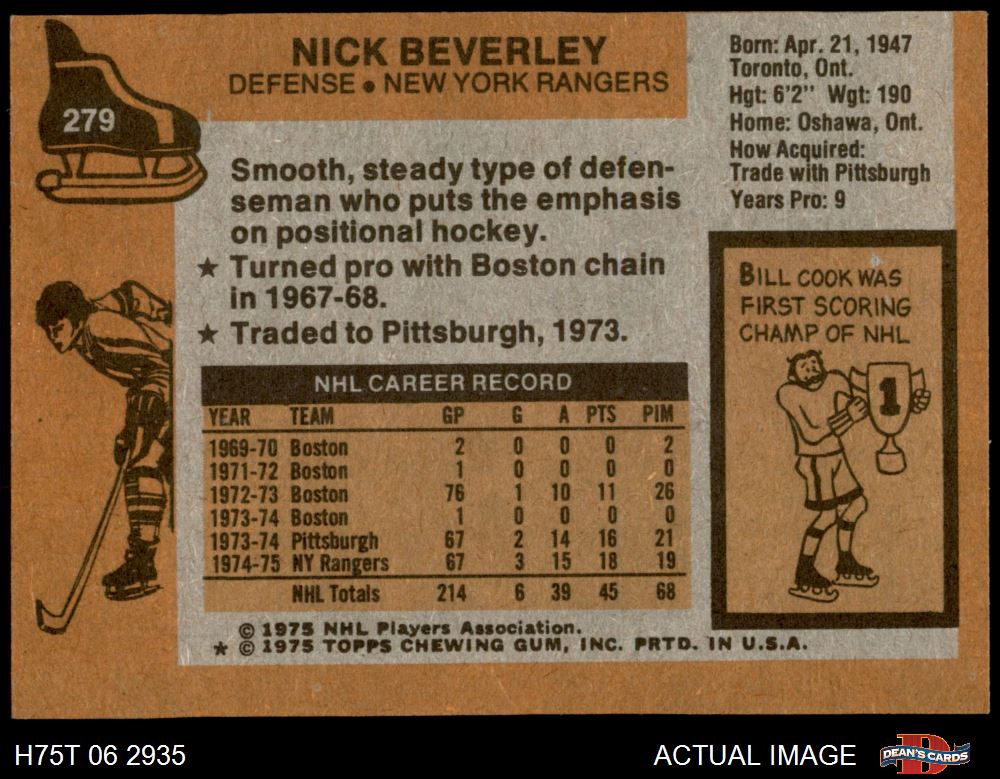 279
NICK BEVERLEY
DEFENSE • NEW YORK RANGERS
Born: Apr. 21, 1947
Toronto, Ont.
Hgt: 6'2" Wgt: 190
Home: Oshawa, Ont.
How Acquired:
Trade with Pittsburgh
Years Pro: 9
Smooth, steady type of defen-
seman who puts the emphasis
on positional hockey.
★ Turned pro with Boston chain
in 1967-68.
★ Traded to Pittsburgh, 1973.
NHL CAREER RECORD
YEAR TEAM GP G A PTS PIM
1969-70 Boston 2 0 0 0 2
1971-72 Boston 1 0 0 0 0
1972-73 Boston 76 1 10 11 26
1973-74 Boston 1 0 0 0 0
1973-74 Pittsburgh 67 2 14 16 21
1974-75 NY Rangers 67 3 15 18 19
NHL Totals 214 6 39 45 68
© 1975 NHL Players Association.
★ © 1975 TOPPS CHEWING GUM, INC. PRTD. IN U.S.A.
BILL COOK WAS
FIRST SCORING
CHAMP OF NHL
1
H75T 06 2935
ACTUAL IMAGE
D
DEAN'S CARDS